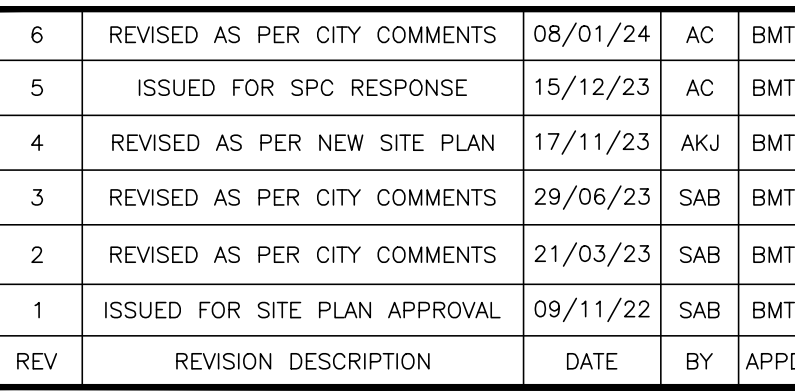 6 REVISED AS PER CITY COMMENTS 08/01/24 AC BMT
5 ISSUED FOR SPC RESPONSE 15/12/23 AC BMT
4 REVISED AS PER NEW SITE PLAN 17/11/23 AKJ BMT
3 REVISED AS PER CITY COMMENTS 29/06/23 SAB BMT
2 REVISED AS PER CITY COMMENTS 21/03/23 SAB BMT
1 ISSUED FOR SITE PLAN APPROVAL 09/11/22 SAB BMT
REV REVISION DESCRIPTION DATE BY APPD